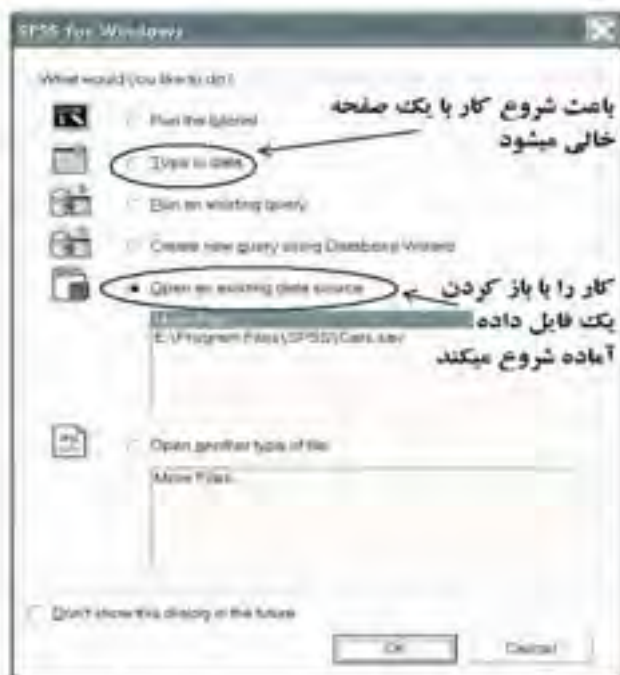 SPSS for Windows
What would you like to do?
Run the tutorial
باعث شروع کار با یک صفحه
خالی میشود
Type in data
Run an existing query
Create new query using Database Wizard
Open an existing data source
کار را با باز کردن
یک فایل داده
آماده شروع میکند
E:\Program Files\SPSS\Cars.sav
Open another type of file
More Files...
Don't show this dialog in the future
OK
Cancel